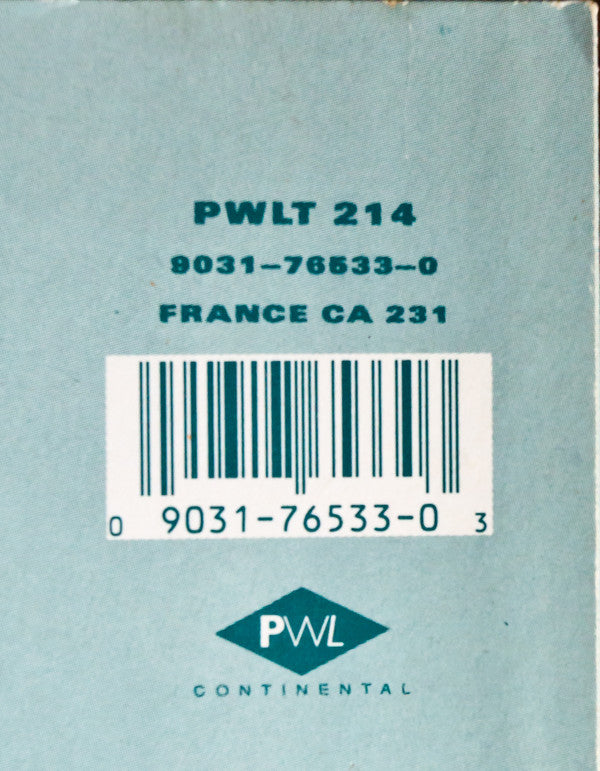 PWLT 214
9031-76533-0
FRANCE CA 231
0 9031-76533-0 3
PWL
CONTINENTAL